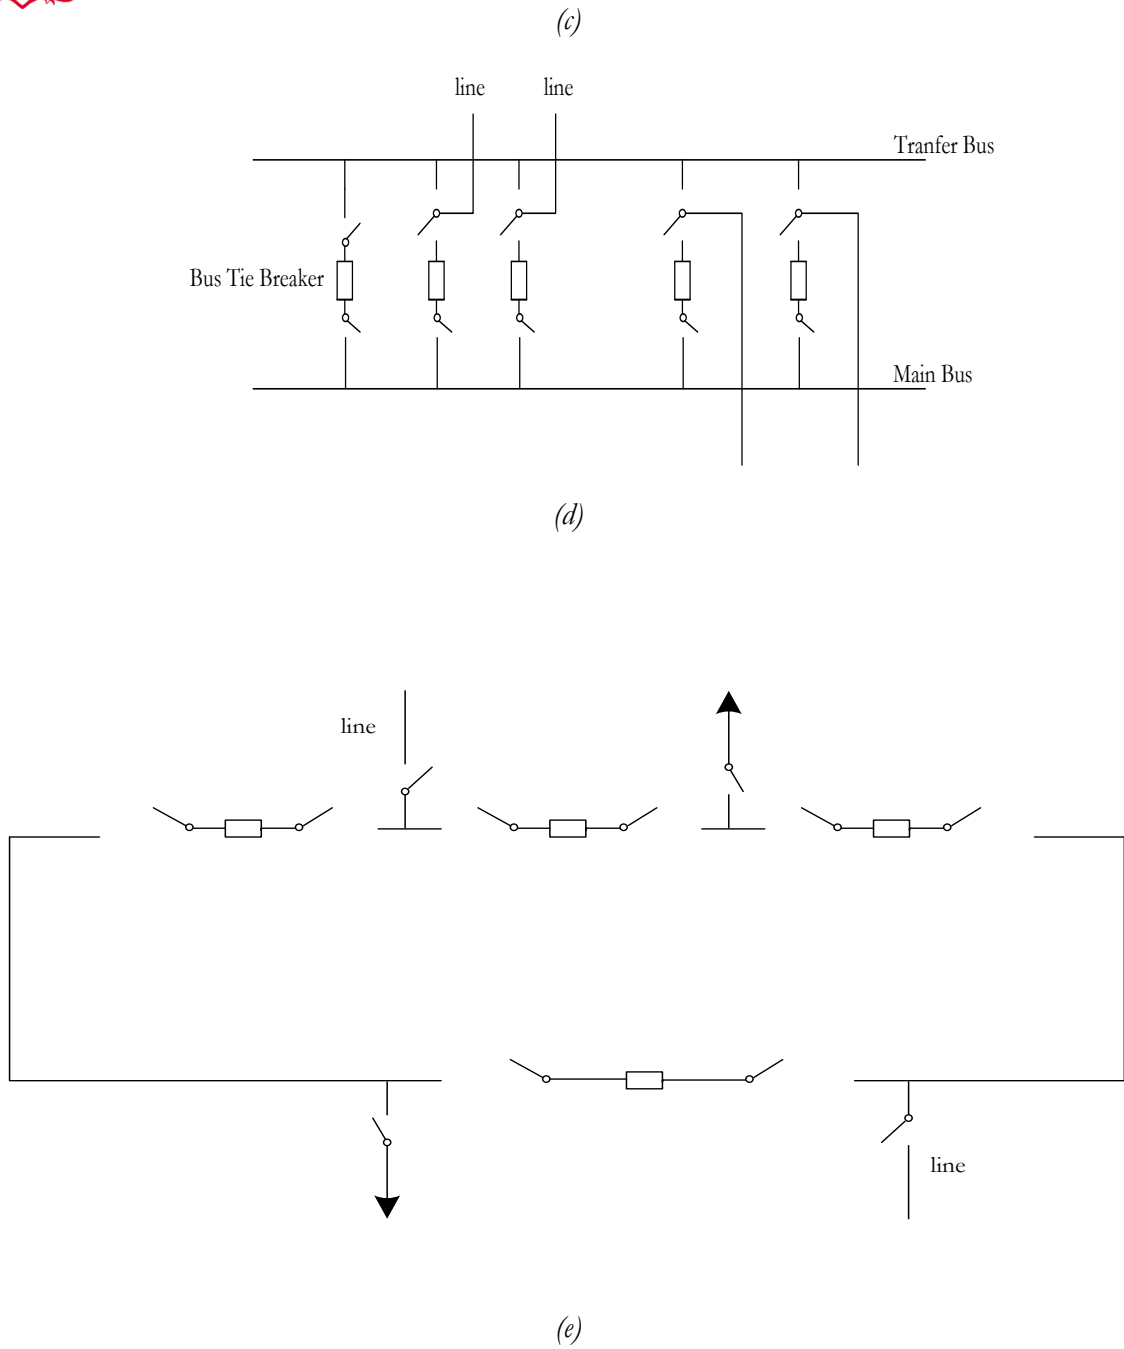 (c)
line line
Tranfer Bus
Bus Tie Breaker
Main Bus
(d)
line
line
(e)